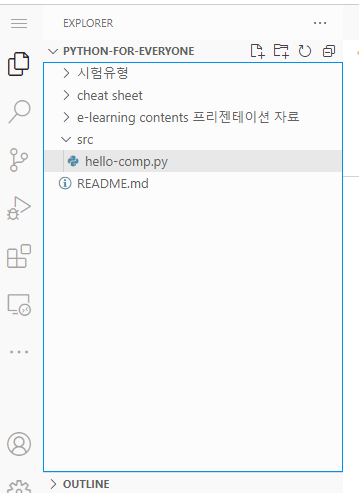 EXPLORER
PYTHON-FOR-EVERYONE
시험유형
cheat sheet
e-learning contents 프리젠테이션 자료
src
hello-comp.py
README.md
OUTLINE